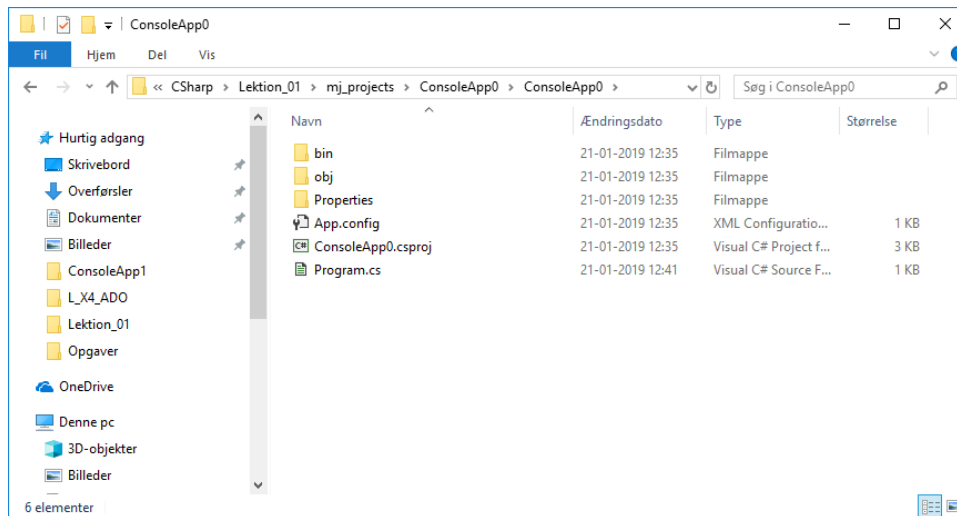 ConsoleApp0
Fil Hjem Del Vis
« CSharp > Lektion_01 > mj_projects > ConsoleApp0 > ConsoleApp0 > Søg i ConsoleApp0
Hurtig adgang
Skrivebord
Overførsler
Dokumenter
Billeder
ConsoleApp1
L_X4_ADO
Lektion_01
Opgaver
OneDrive
Denne pc
3D-objekter
Billeder
Navn Ændringsdato Type Størrelse
bin 21-01-2019 12:35 Filmappe
obj 21-01-2019 12:35 Filmappe
Properties 21-01-2019 12:35 Filmappe
App.config 21-01-2019 12:35 XML Configuratio... 1 KB
ConsoleApp0.csproj 21-01-2019 12:35 Visual C# Project f... 3 KB
Program.cs 21-01-2019 12:41 Visual C# Source F... 1 KB
6 elementer